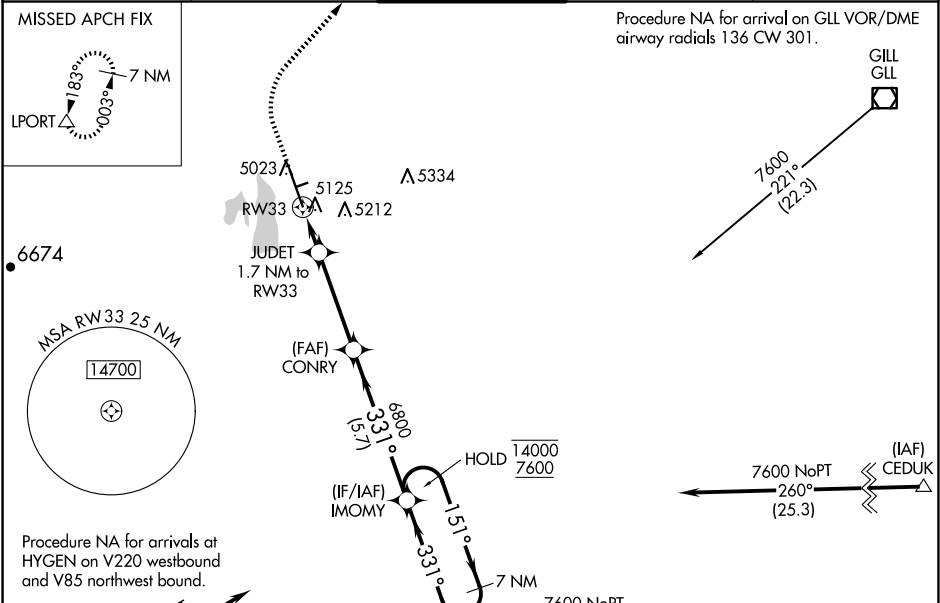 MISSED APCH FIX
183°
7 NM
003°
LPORT
Procedure NA for arrival on GLL VOR/DME
airway radials 136 CW 301.
GILL
GLL
7600
221°
(22.3)
5023
5125
5334
RW33
5212
JUDET
1.7 NM to
RW33
6674
MSA RW33 25 NM
14700
(FAF)
CONRY
6800
331°
(5.7)
HOLD
14000
7600
(IF/IAF)
IMOMY
151°
331°
7 NM
7600 NoPT
(IAF)
CEDUK
7600 NoPT
260°
(25.3)
Procedure NA for arrivals at
HYGEN on V220 westbound
and V85 northwest bound.